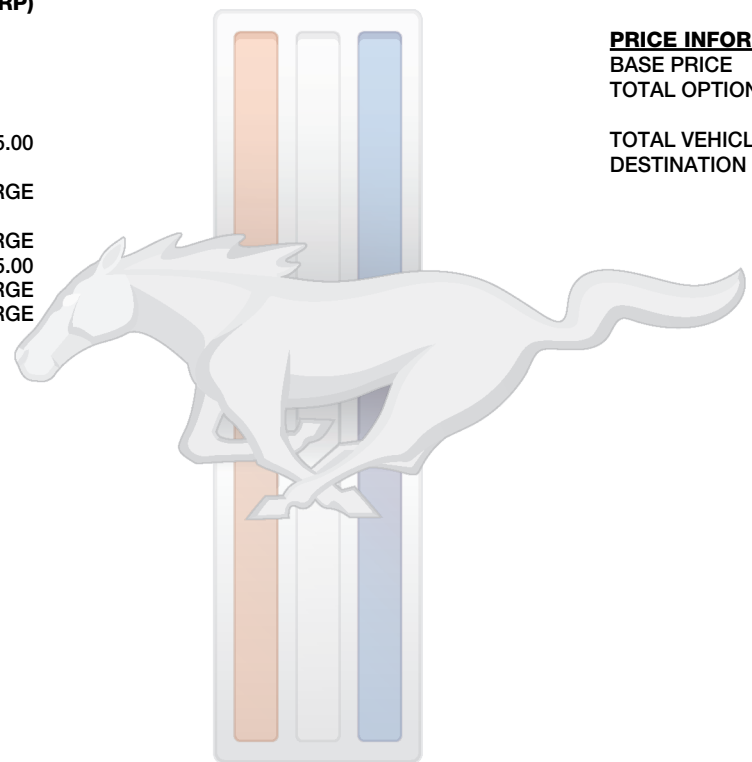 RP)
5.00
RGE
RGE
5.00
RGE
RGE
PRICE INFOR
BASE PRICE
TOTAL OPTION
TOTAL VEHICL
DESTINATION